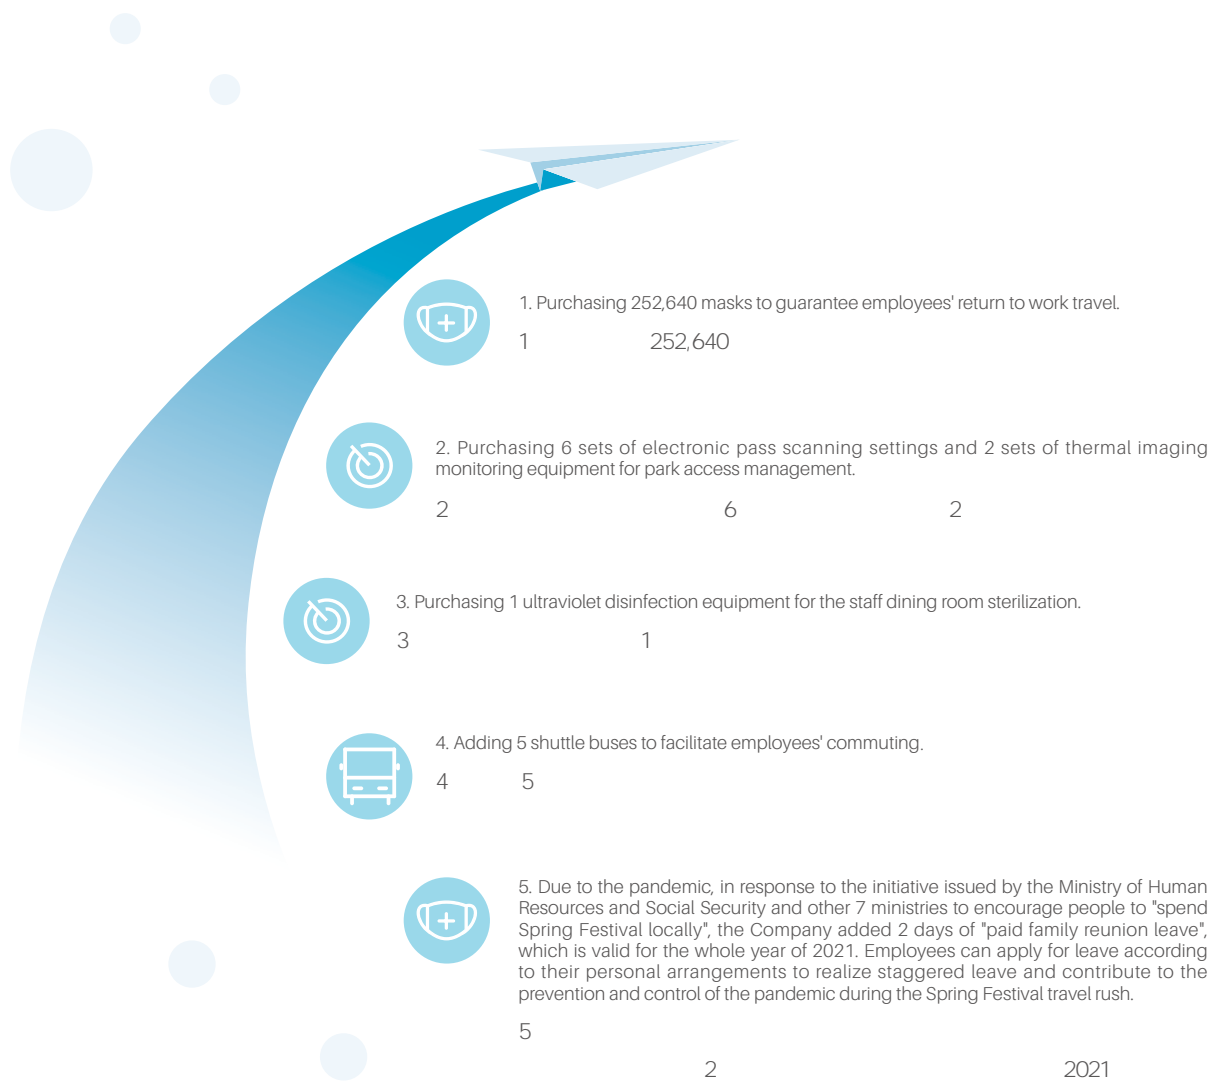 1. Purchasing 252,640 masks to guarantee employees' return to work travel.
1 252,640
2. Purchasing 6 sets of electronic pass scanning settings and 2 sets of thermal imaging
monitoring equipment for park access management.
2 6 2
3. Purchasing 1 ultraviolet disinfection equipment for the staff dining room sterilization.
3 1
4. Adding 5 shuttle buses to facilitate employees' commuting.
4 5
5. Due to the pandemic, in response to the initiative issued by the Ministry of Human
Resources and Social Security and other 7 ministries to encourage people to "spend
Spring Festival locally", the Company added 2 days of "paid family reunion leave",
which is valid for the whole year of 2021. Employees can apply for leave according
to their personal arrangements to realize staggered leave and contribute to the
prevention and control of the pandemic during the Spring Festival travel rush.
5
2 2021